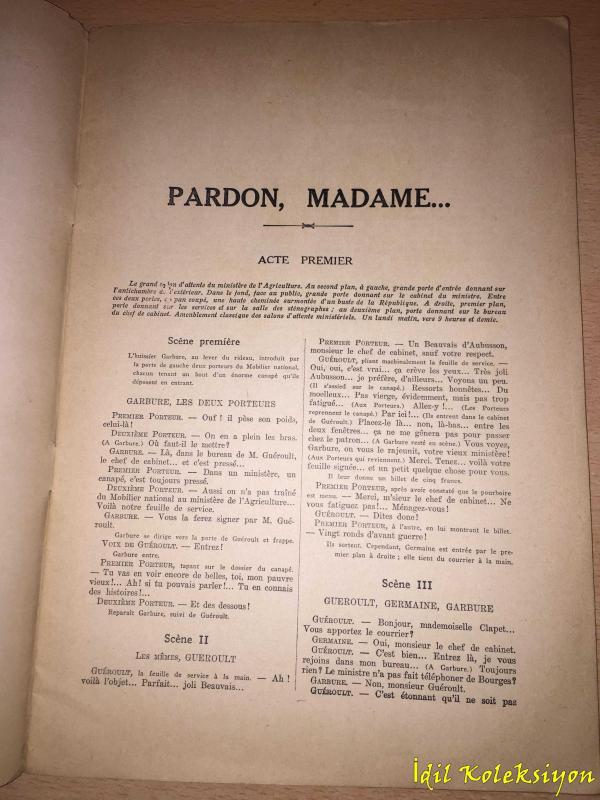 PARDON, MADAME...
ACTE PREMIER
Le grand salon d'attente du ministère de l'Agriculture. Au second plan, à gauche, grande porte d'entrée donnant sur
l'antichambre de l'extérieur. Dans le fond, face au public, grande porte donnant sur le cabinet du ministre. Entre
ces deux portes, en pan coupé, une haute cheminée surmontée d'un buste de la République. A droite, premier plan,
porte donnant sur les services et sur la salle des sténographes ; au deuxième plan, porte donnant sur le bureau
du chef de cabinet. Ameublement classique des salons d'attente ministériels. Un lundi matin, vers 9 heures et demie.
Scène première
L'huissier Garbure, au lever du rideau, introduit par
la porte de gauche deux porteurs du Mobilier national,
chacun tenant un bout d'un énorme canapé qu'ils
déposent en entrant.
GARBURE, LES DEUX PORTEURS
PREMIER PORTEUR. — Ouf ! il pèse son poids,
celui-là !
DEUXIÈME PORTEUR. — On en a plein les bras.
(A Garbure.) Où faut-il le mettre?
GARBURE. — Là, dans le bureau de M. Guéroult,
le chef de cabinet... et c'est pressé...
PREMIER PORTEUR. — Dans un ministère, un
canapé, c'est toujours pressé.
DEUXIÈME PORTEUR. — Aussi on n'a pas traîné
du Mobilier national au ministère de l'Agriculture...
Voilà notre feuille de service.
GARBURE. — Vous la ferez signer par M. Gué-
roult.
Garbure se dirige vers la porte de Guéroult et frappe.
VOIX DE GUÉROULT. — Entrez!
Garbure entre.
PREMIER PORTEUR, tapant sur le dossier du canapé.
— Tu vas en voir encore de belles, toi, mon pauvre
vieux!... Ah! si tu pouvais parler!... Tu en connais
des histoires!...
DEUXIÈME PORTEUR. — Et des dessous!
Reparaît Garbure, suivi de Guéroult.
Scène II
LES MÊMES, GUEROULT
GUÉROULT, la feuille de service à la main. — Ah !
voilà l'objet... Parfait... joli Beauvais...
PREMIER PORTEUR. — Un Beauvais d'Aubusson,
monsieur le chef de cabinet, sauf votre respect.
GUÉROULT, pliant machinalement la feuille de service. —
Oui, oui, c'est vrai... ça crève les yeux... Très joli
Aubusson... je préfère, d'ailleurs... Voyons un peu.
(Il s'assied sur le canapé.) Ressorts honnêtes... Du
moelleux... Pas vierge, évidemment, mais pas trop
fatigué... (Aux Porteurs.) Allez-y !... (Les Porteurs
reprennent le canapé.) Par ici!... (Ils entrent dans le cabinet
de Guéroult.) Placez-le là... non, là-bas... entre les
deux fenêtres... ça ne me gênera pas pour passer
chez le patron... (A Garbure resté en scène.) Vous voyez,
Garbure, on vous le rajeunit, votre vieux ministère!
(Aux Porteurs qui reviennent.) Merci. Tenez... voilà votre
feuille signée... et un petit quelque chose pour vous.
Il leur donne un billet de cinq francs.
PREMIER PORTEUR, après avoir constaté que le pourboire
est menu. — Merci, m'sieur le chef de cabinet... Ne
vous fatiguez pas!... Ménagez-vous!
GUÉROULT. — Dites donc!
PREMIER PORTEUR, à l'autre, en lui montrant le billet.
— Vingt ronds d'avant guerre!
Ils sortent. Cependant, Germaine est entrée par le pre-
mier plan à droite ; elle tient du courrier à la main.
Scène III
GUEROULT, GERMAINE, GARBURE
GUÉROULT. — Bonjour, mademoiselle Clapet...
Vous apportez le courrier?
GERMAINE. — Oui, monsieur le chef de cabinet.
GUÉROULT. — C'est bien... Entrez là, je vous
rejoins dans mon bureau... (A Garbure.) Toujours
rien? Le ministre n'a pas fait téléphoner de Bourges?
GARBURE. — Non, monsieur Guéroult.
GUÉROULT. — C'est étonnant qu'il ne soit pas
İdil Koleksiyon